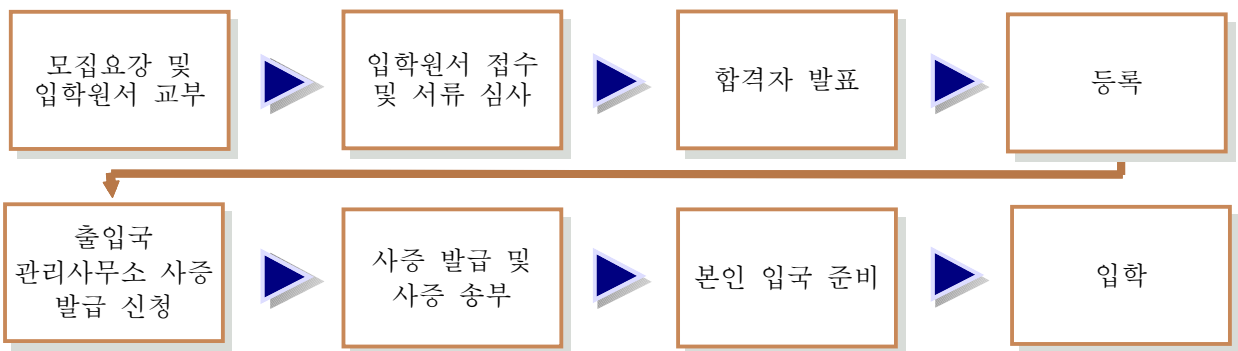 모집요강 및
입학원서 교부
입학원서 접수
및 서류 심사
합격자 발표
등록
출입국
관리사무소 사증
발급 신청
사증 발급 및
사증 송부
본인 입국 준비
입학